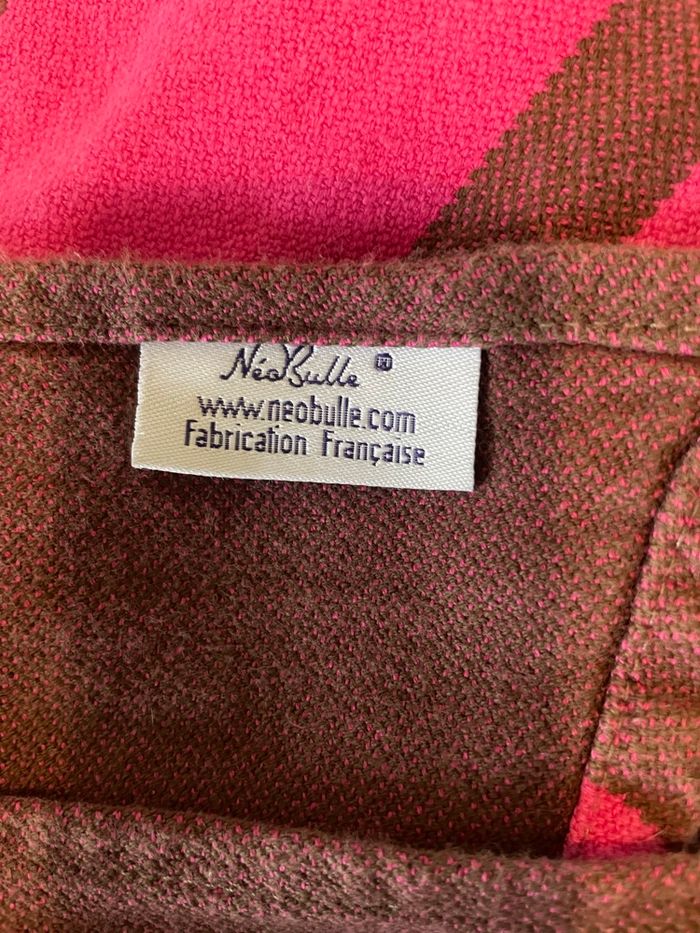 NéoBulle ®
www.neobulle.com
Fabrication Française